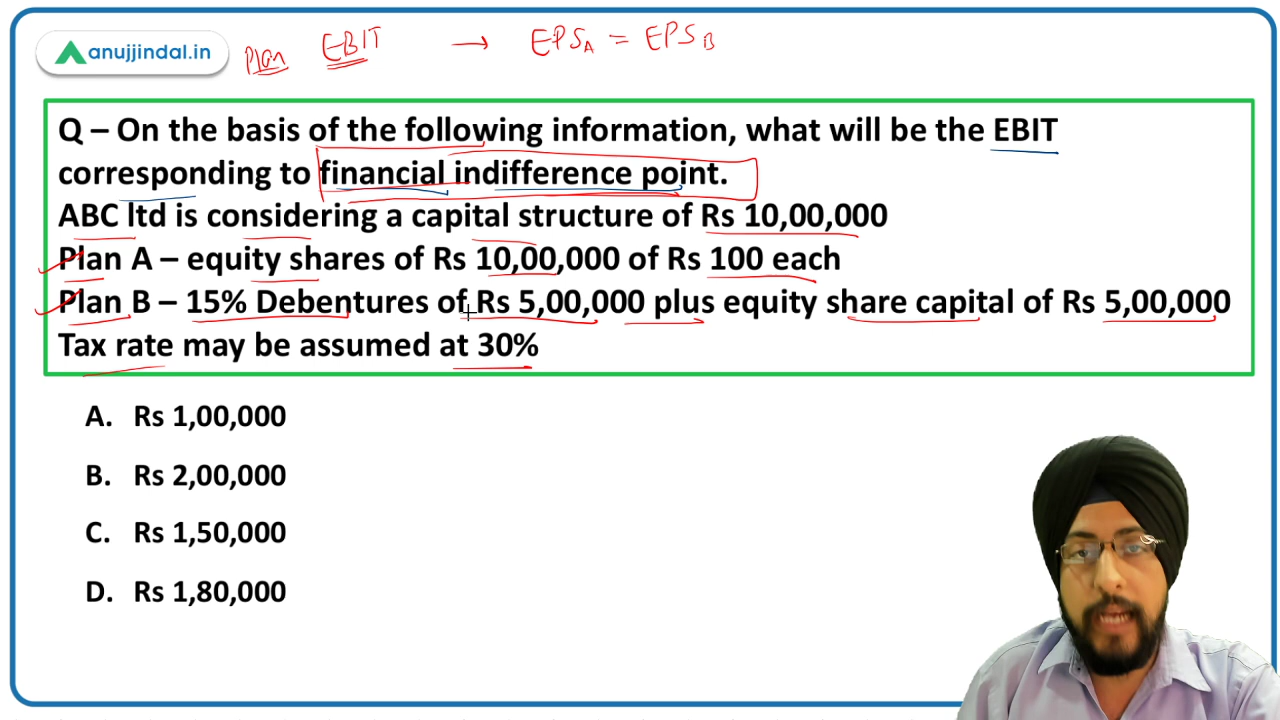 anujjindal.in
Plan EBIT → EPS_A = EPS_B
Q – On the basis of the following information, what will be the EBIT
corresponding to financial indifference point.
ABC ltd is considering a capital structure of Rs 10,00,000
Plan A – equity shares of Rs 10,00,000 of Rs 100 each
Plan B – 15% Debentures of Rs 5,00,000 plus equity share capital of Rs 5,00,000
Tax rate may be assumed at 30%
A. Rs 1,00,000
B. Rs 2,00,000
C. Rs 1,50,000
D. Rs 1,80,000